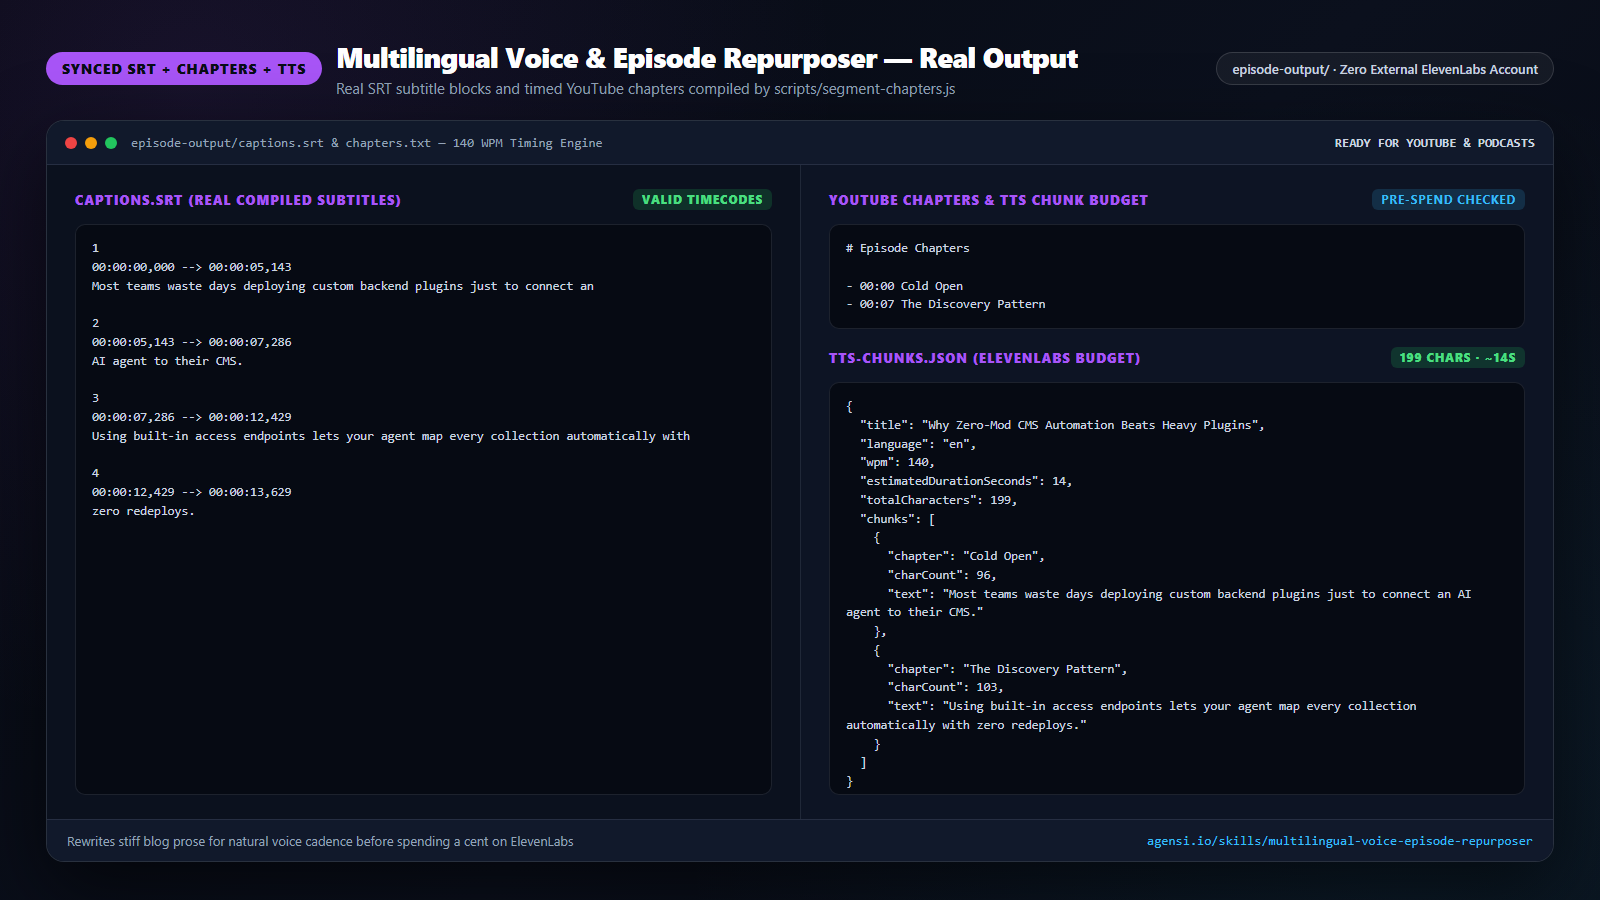 SYNCED SRT + CHAPTERS + TTS
Multilingual Voice & Episode Repurposer — Real Output
Real SRT subtitle blocks and timed YouTube chapters compiled by scripts/segment-chapters.js
episode-output/ · Zero External ElevenLabs Account
episode-output/captions.srt & chapters.txt — 140 WPM Timing Engine
READY FOR YOUTUBE & PODCASTS
CAPTIONS.SRT (REAL COMPILED SUBTITLES)
VALID TIMECODES
1
00:00:00,000 --> 00:00:05,143
Most teams waste days deploying custom backend plugins just to connect an
2
00:00:05,143 --> 00:00:07,286
AI agent to their CMS.
3
00:00:07,286 --> 00:00:12,429
Using built-in access endpoints lets your agent map every collection automatically with
4
00:00:12,429 --> 00:00:13,629
zero redeploys.
YOUTUBE CHAPTERS & TTS CHUNK BUDGET
PRE-SPEND CHECKED
# Episode Chapters
- 00:00 Cold Open
- 00:07 The Discovery Pattern
TTS-CHUNKS.JSON (ELEVENLABS BUDGET)
199 CHARS · ~14S
{
  "title": "Why Zero-Mod CMS Automation Beats Heavy Plugins",
  "language": "en",
  "wpm": 140,
  "estimatedDurationSeconds": 14,
  "totalCharacters": 199,
  "chunks": [
    {
      "chapter": "Cold Open",
      "charCount": 96,
      "text": "Most teams waste days deploying custom backend plugins just to connect an AI
agent to their CMS."
    },
    {
      "chapter": "The Discovery Pattern",
      "charCount": 103,
      "text": "Using built-in access endpoints lets your agent map every collection
automatically with zero redeploys."
    }
  ]
}
Rewrites stiff blog prose for natural voice cadence before spending a cent on ElevenLabs
agensi.io/skills/multilingual-voice-episode-repurposer